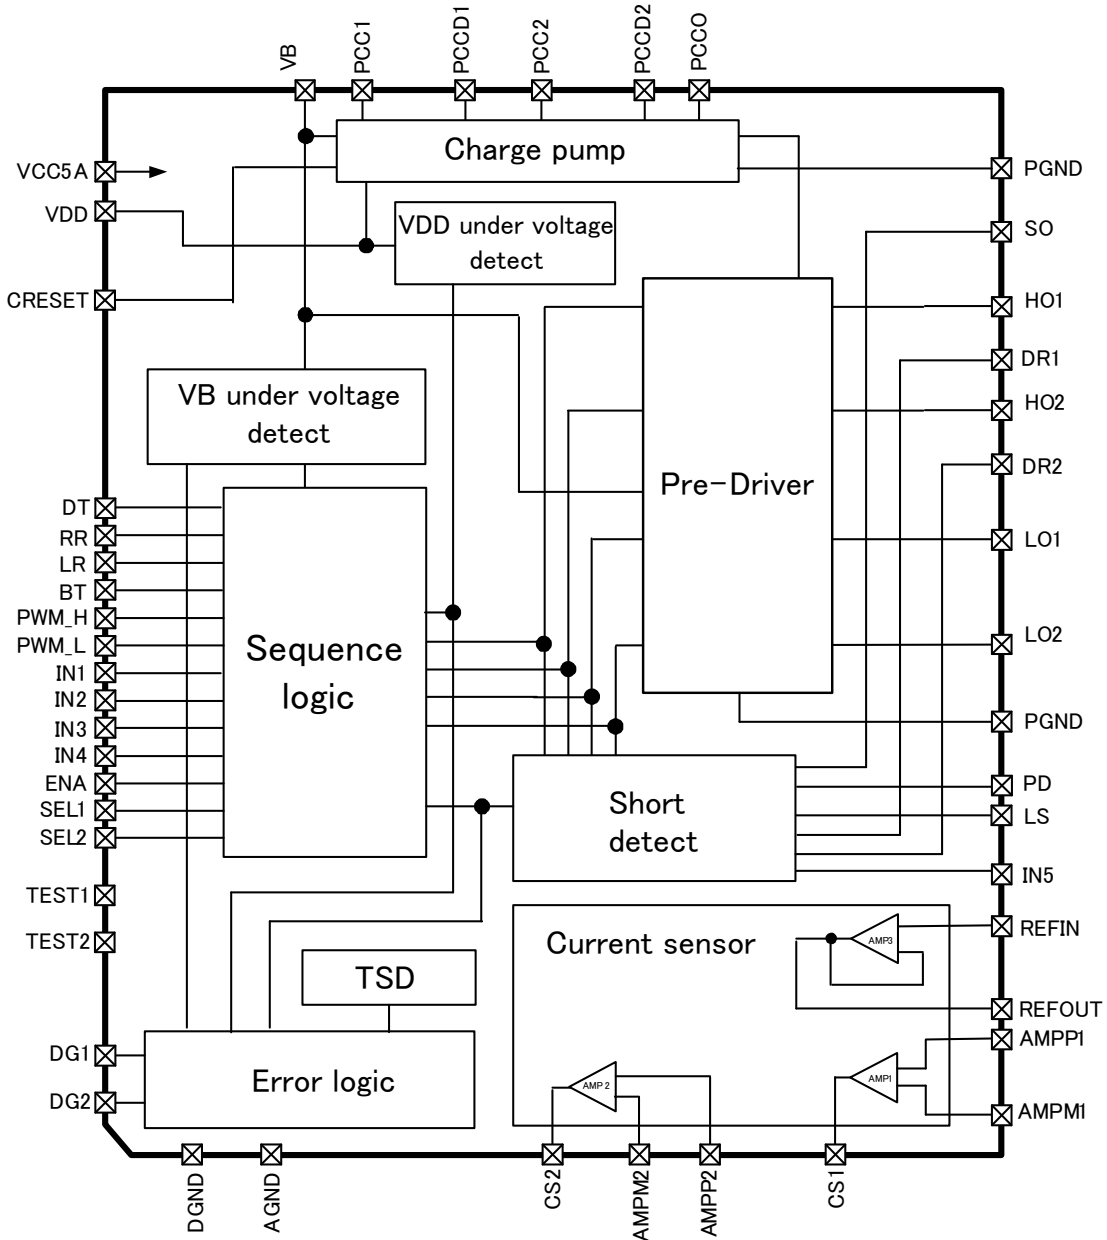 VB
PCC1
PCCD1
PCC2
PCCD2
PCCO
Charge pump
VCC5A
VDD
CRESET
VDD under voltage
detect
VB under voltage
detect
Pre-Driver
PGND
SO
HO1
DR1
HO2
DR2
LO1
LO2
PGND
PD
LS
IN5
REFIN
REFOUT
AMPP1
AMPM1
DT
RR
LR
BT
PWM_H
PWM_L
IN1
IN2
IN3
IN4
ENA
SEL1
SEL2
TEST1
TEST2
DG1
DG2
Sequence
logic
Short
detect
Current sensor
AMP3
AMP1
AMP 2
TSD
Error logic
DGND
AGND
CS2
AMPM2
AMPP2
CS1